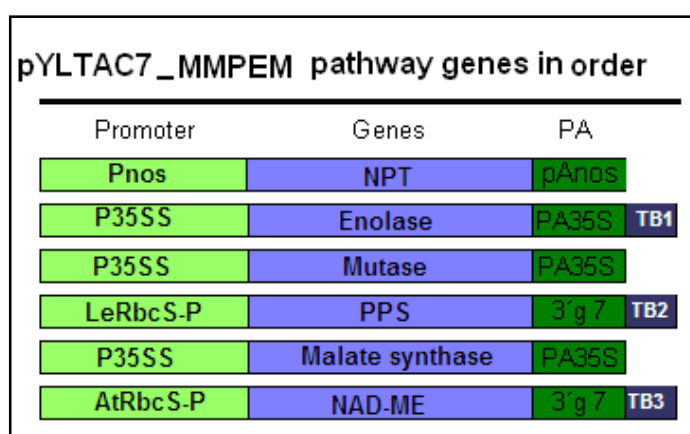 pYLTAC7_MMPEM pathway genes in order
Promoter Genes PA
Pnos NPT pAnos
P35SS Enolase PA35S TB1
P35SS Mutase PA35S
LeRbcS-P PPS 3´g 7 TB2
P35SS Malate synthase PA35S
AtRbcS-P NAD-ME 3´g 7 TB3